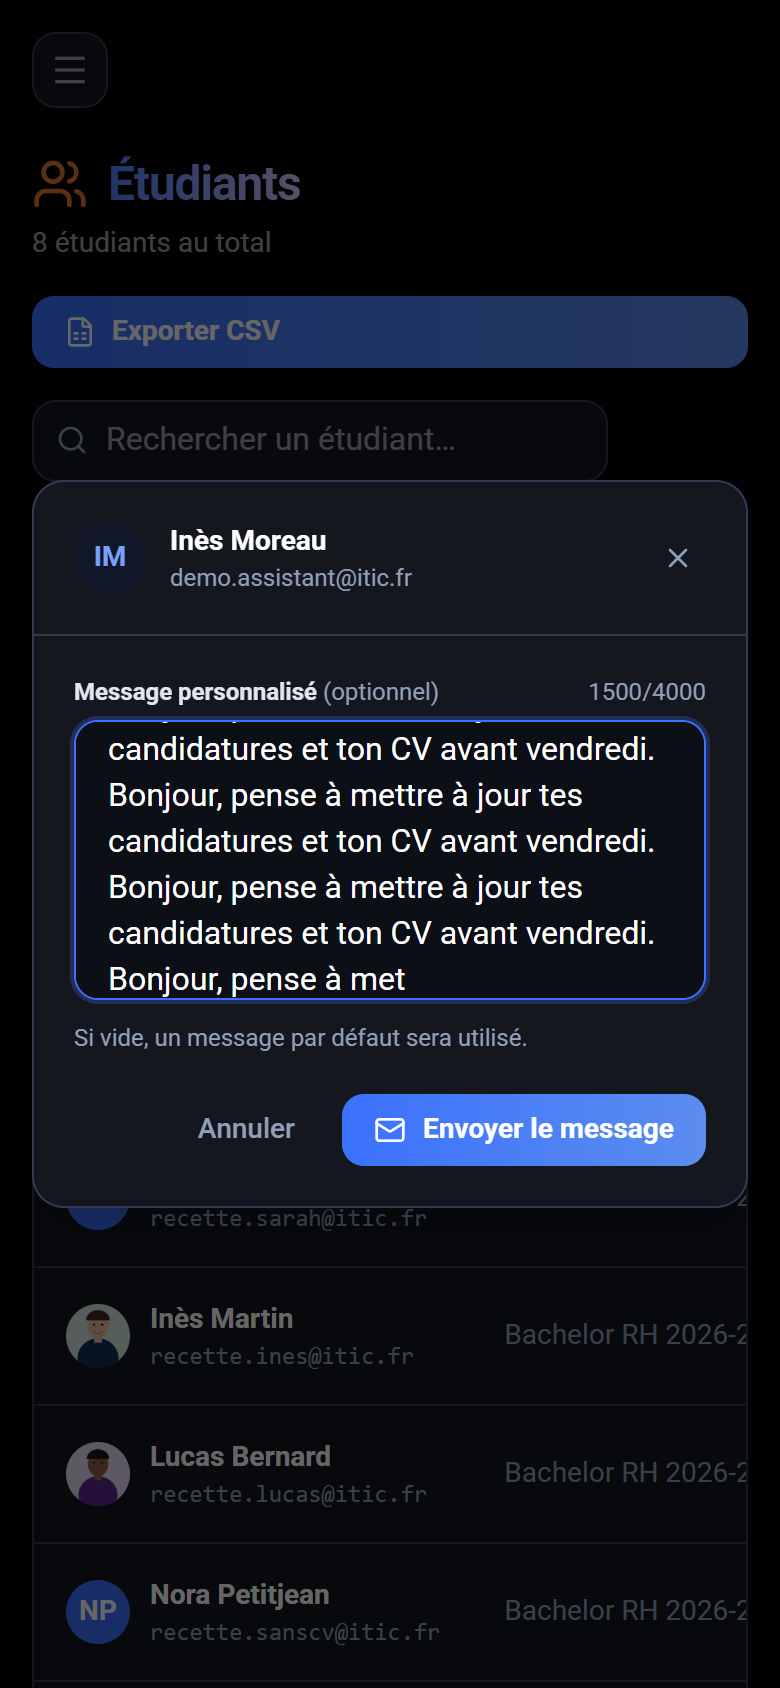 Étudiants
8 étudiants au total
Exporter CSV
Rechercher un étudiant...
IM
Inès Moreau
demo.assistant@itic.fr
Message personnalisé (optionnel)
1500/4000
candidatures et ton CV avant vendredi.
Bonjour, pense à mettre à jour tes
candidatures et ton CV avant vendredi.
Bonjour, pense à mettre à jour tes
candidatures et ton CV avant vendredi.
Bonjour, pense à met
Si vide, un message par défaut sera utilisé.
Annuler
Envoyer le message
recette.sarah@itic.fr
Inès Martin
recette.ines@itic.fr
Bachelor RH 2026-2
Lucas Bernard
recette.lucas@itic.fr
Bachelor RH 2026-2
NP
Nora Petitjean
recette.sanscv@itic.fr
Bachelor RH 2026-2